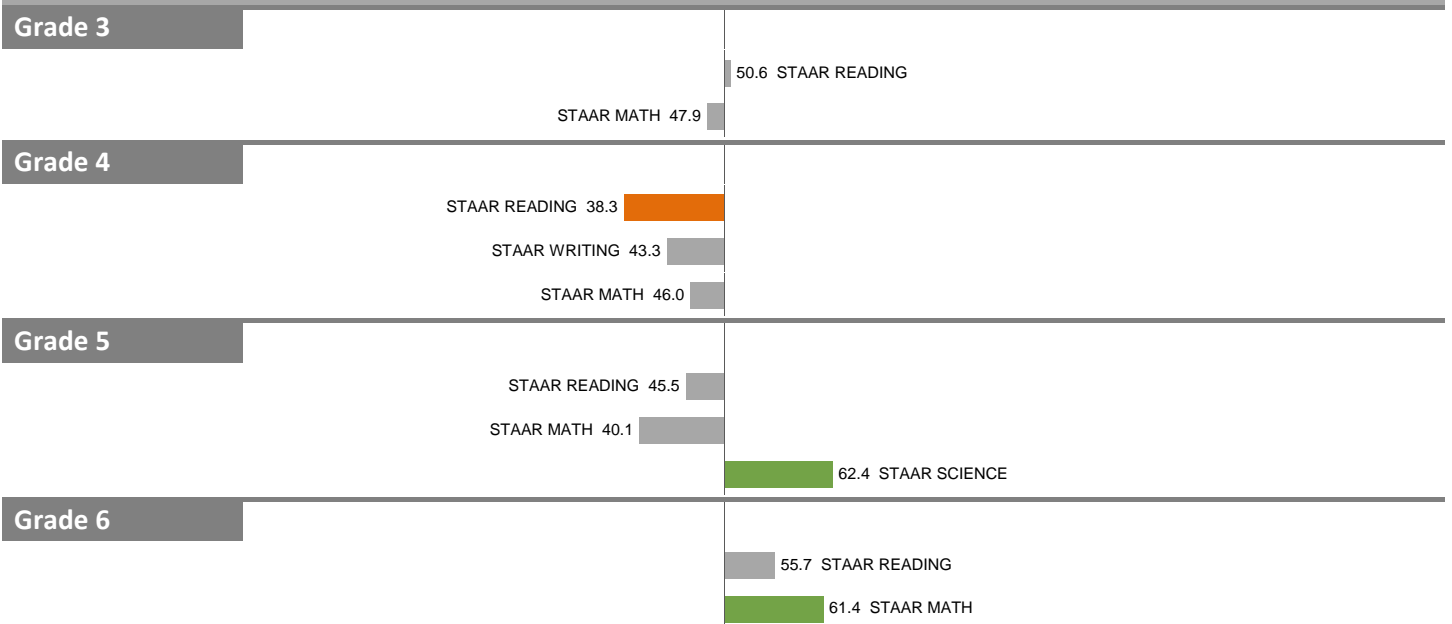 Grade 3
50.6 STAAR READING
STAAR MATH 47.9
Grade 4
STAAR READING 38.3
STAAR WRITING 43.3
STAAR MATH 46.0
Grade 5
STAAR READING 45.5
STAAR MATH 40.1
62.4 STAAR SCIENCE
Grade 6
55.7 STAAR READING
61.4 STAAR MATH